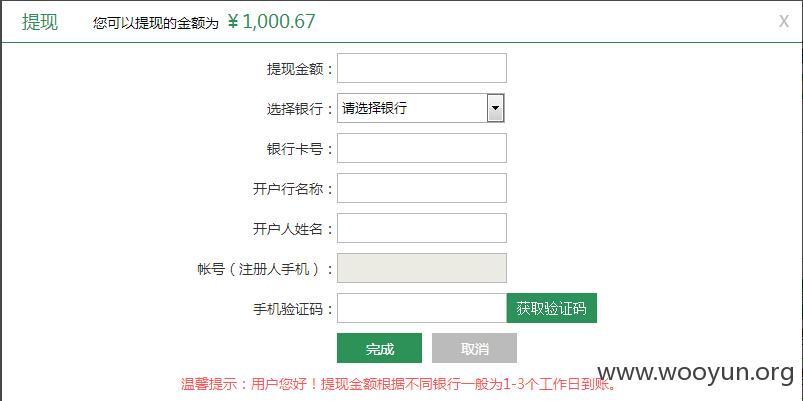 提现 您可以提现的金额为 ￥1,000.67 X
提现金额：
选择银行： 请选择银行
银行卡号：
开户行名称：
开户人姓名：
帐号（注册人手机）：
手机验证码： 获取验证码
完成 取消
www.wooyun.org
温馨提示：用户您好！提现金额根据不同银行一般为1-3个工作日到账。